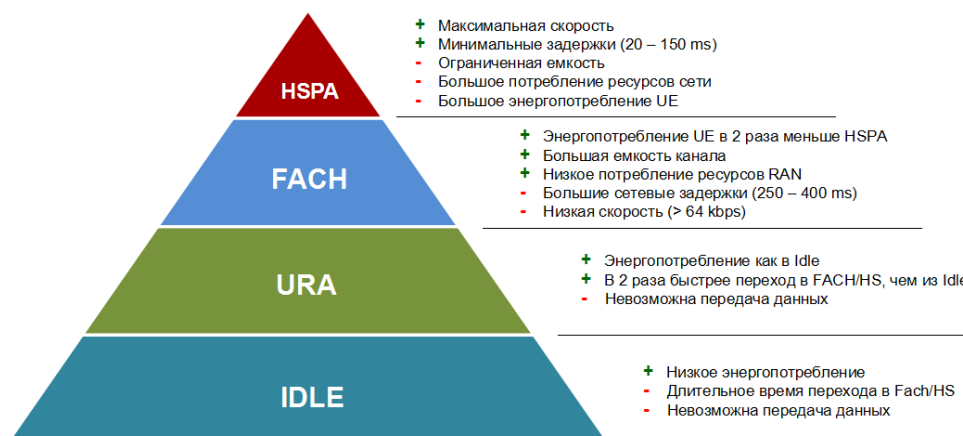 HSPA
+ Максимальная скорость
+ Минимальные задержки (20 – 150 ms)
- Ограниченная емкость
- Большое потребление ресурсов сети
- Большое энергопотребление UE
FACH
+ Энергопотребление UE в 2 раза меньше HSPA
+ Большая емкость канала
+ Низкое потребление ресурсов RAN
- Большие сетевые задержки (250 – 400 ms)
- Низкая скорость (> 64 kbps)
URA
+ Энергопотребление как в Idle
+ В 2 раза быстрее переход в FACH/HS, чем из Idle
- Невозможна передача данных
IDLE
+ Низкое энергопотребление
- Длительное время перехода в Fach/HS
- Невозможна передача данных